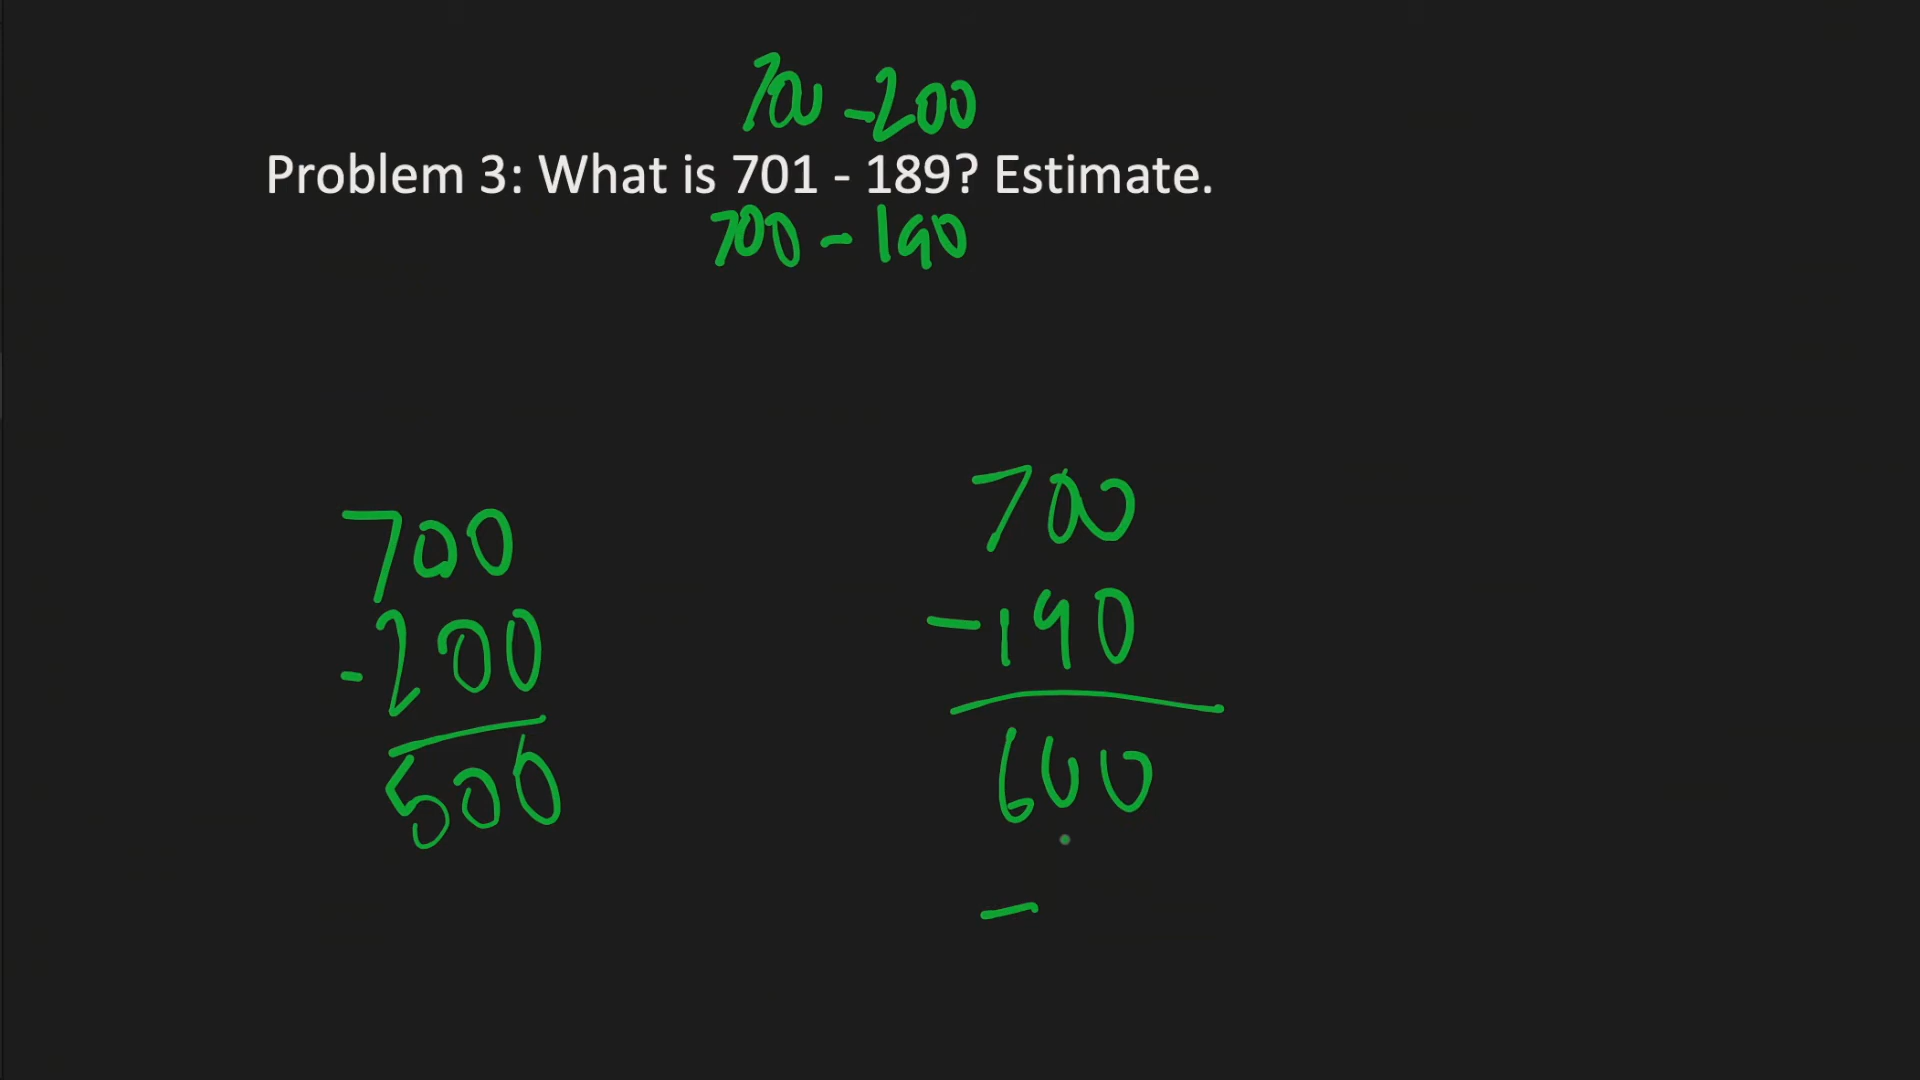 700 - 200
Problem 3: What is 701 - 189? Estimate.
700 - 190
700
- 200
500
700
- 190
600
-